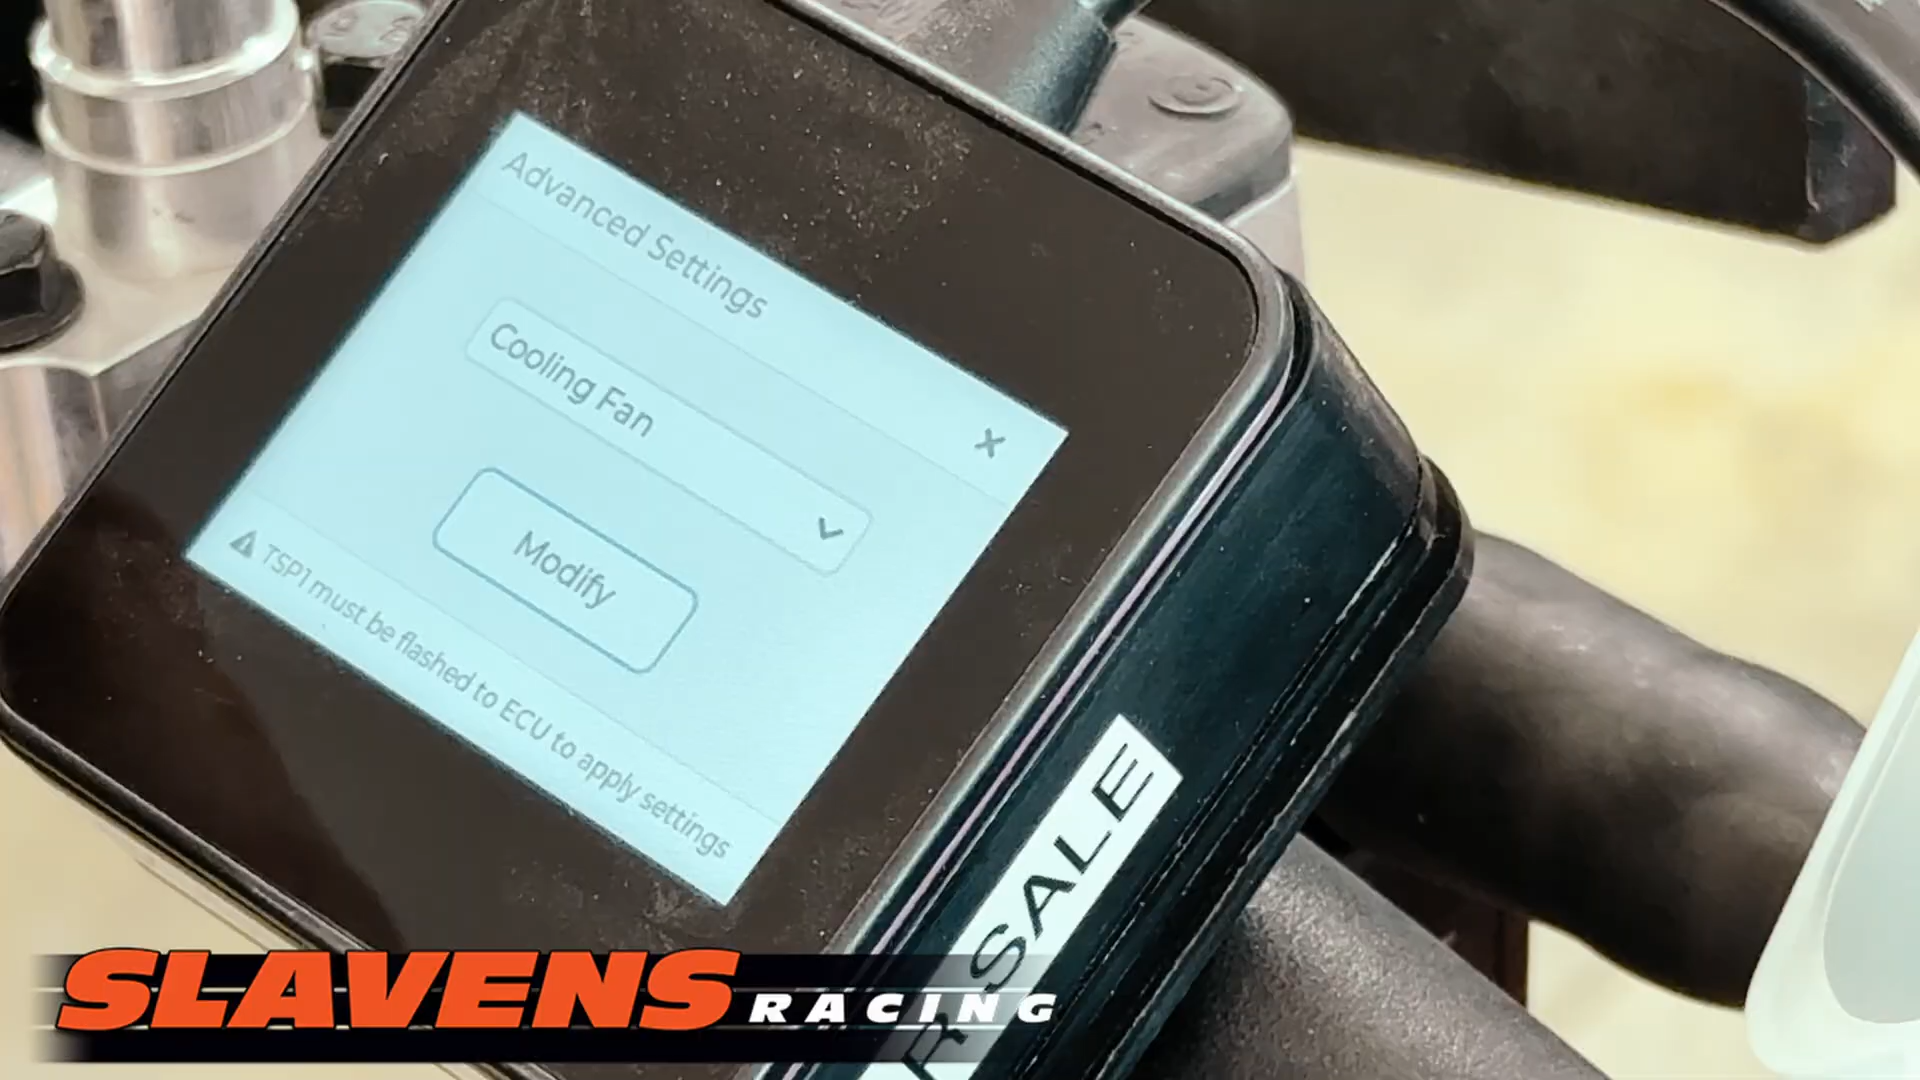 Advanced Settings
Cooling Fan
Modify
TSP1 must be flashed to ECU to apply settings
R SALE
SLAVENS RACING